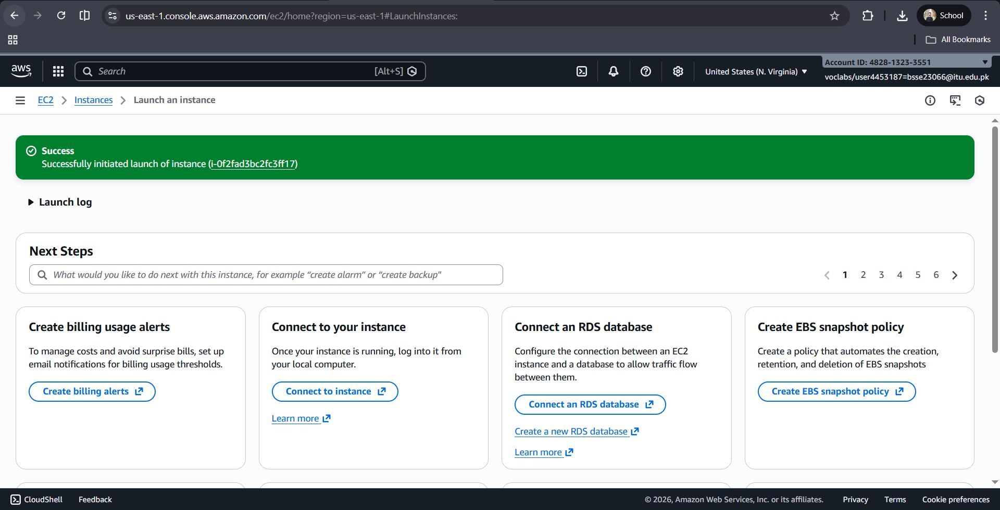 us-east-1.console.aws.amazon.com/ec2/home?region=us-east-1#LaunchInstances:
School
All Bookmarks
aws
Search
[Alt+S]
United States (N. Virginia)
Account ID: 4828-1323-3551
voclabs/user4453187=bsse23066@itu.edu.pk
EC2
Instances
Launch an instance
Success
Successfully initiated launch of instance (i-0f2fad3bc2fc3ff17)
Launch log
Next Steps
What would you like to do next with this instance, for example “create alarm” or “create backup"
1 2 3 4 5 6
Create billing usage alerts
To manage costs and avoid surprise bills, set up
email notifications for billing usage thresholds.
Create billing alerts
Connect to your instance
Once your instance is running, log into it from
your local computer.
Connect to instance
Learn more
Connect an RDS database
Configure the connection between an EC2
instance and a database to allow traffic flow
between them.
Connect an RDS database
Create a new RDS database
Learn more
Create EBS snapshot policy
Create a policy that automates the creation,
retention, and deletion of EBS snapshots
Create EBS snapshot policy
CloudShell
Feedback
© 2026, Amazon Web Services, Inc. or its affiliates.
Privacy
Terms
Cookie preferences